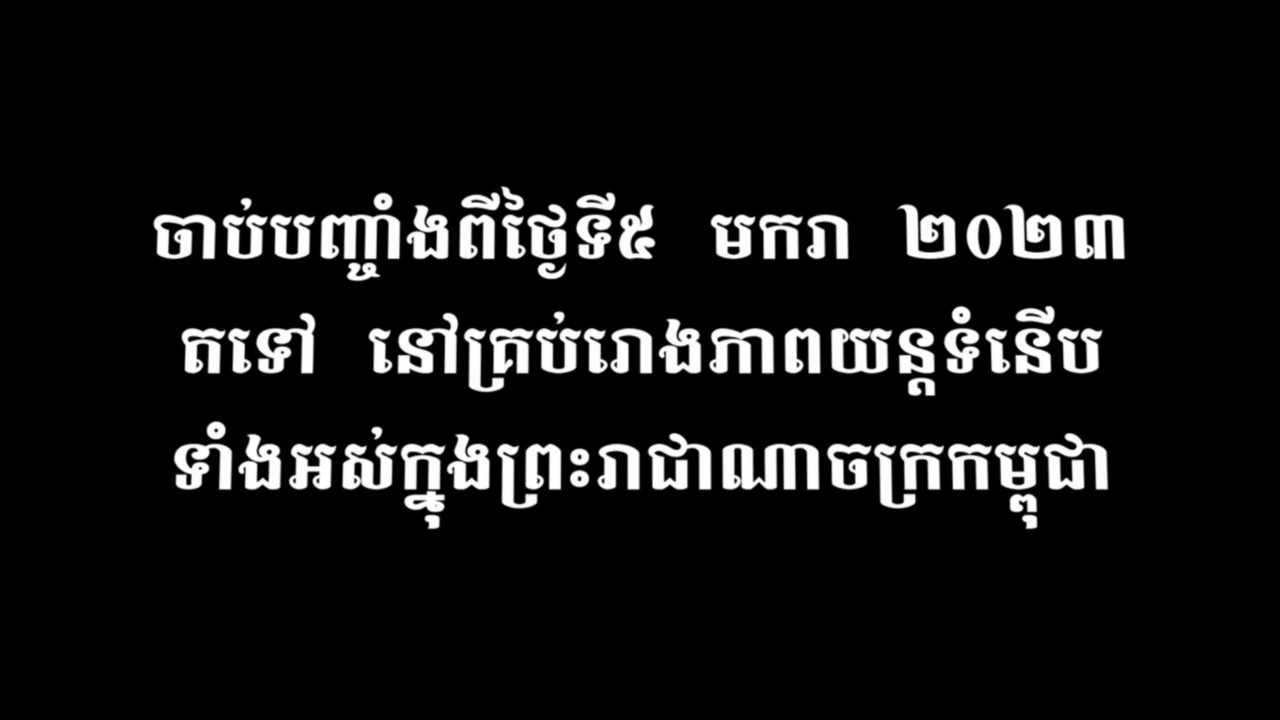 ចាប់បញ្ចាំងពីថ្ងៃទី៥ មករា ២០២៣
តទៅ នៅគ្រប់រោងភាពយន្តទំនើប
ទាំងអស់ក្នុងព្រះរាជាណាចក្រកម្ពុជា